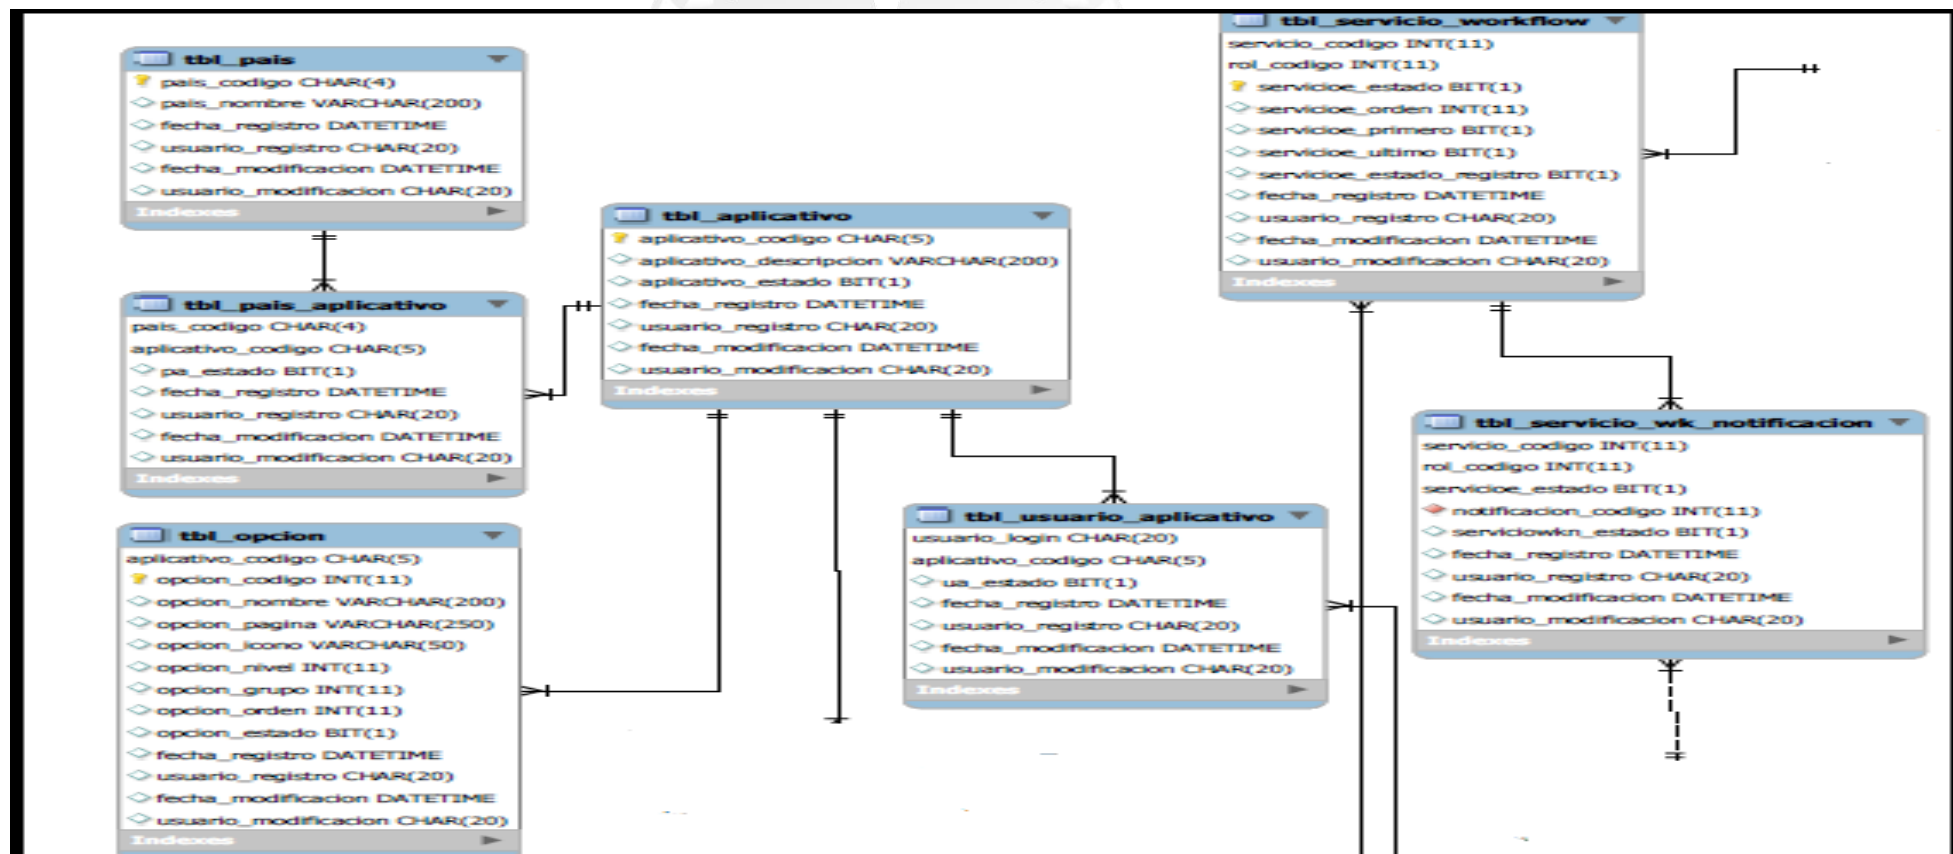 tbl_pais
pais_codigo CHAR(4)
pais_nombre VARCHAR(200)
fecha_registro DATETIME
usuario_registro CHAR(20)
fecha_modificacion DATETIME
usuario_modificacion CHAR(20)
Indexes
tbl_pais_aplicativo
pais_codigo CHAR(4)
aplicativo_codigo CHAR(5)
pa_estado BIT(1)
fecha_registro DATETIME
usuario_registro CHAR(20)
fecha_modificacion DATETIME
usuario_modificacion CHAR(20)
Indexes
tbl_opcion
aplicativo_codigo CHAR(5)
opcion_codigo INT(11)
opcion_nombre VARCHAR(200)
opcion_pagina VARCHAR(250)
opcion_icono VARCHAR(50)
opcion_nivel INT(11)
opcion_grupo INT(11)
opcion_orden INT(11)
opcion_estado BIT(1)
fecha_registro DATETIME
usuario_registro CHAR(20)
fecha_modificacion DATETIME
usuario_modificacion CHAR(20)
Indexes
tbl_aplicativo
aplicativo_codigo CHAR(5)
aplicativo_descripcion VARCHAR(200)
aplicativo_estado BIT(1)
fecha_registro DATETIME
usuario_registro CHAR(20)
fecha_modificacion DATETIME
usuario_modificacion CHAR(20)
Indexes
tbl_usuario_aplicativo
usuario_login CHAR(20)
aplicativo_codigo CHAR(5)
ua_estado BIT(1)
fecha_registro DATETIME
usuario_registro CHAR(20)
fecha_modificacion DATETIME
usuario_modificacion CHAR(20)
Indexes
tbl_servicio_workflow
servicio_codigo INT(11)
rol_codigo INT(11)
servicioe_estado BIT(1)
servicioe_orden INT(11)
servicioe_primero BIT(1)
servicioe_ultimo BIT(1)
servicioe_estado_registro BIT(1)
fecha_registro DATETIME
usuario_registro CHAR(20)
fecha_modificacion DATETIME
usuario_modificacion CHAR(20)
Indexes
tbl_servicio_wk_notificacion
servicio_codigo INT(11)
rol_codigo INT(11)
servicioe_estado BIT(1)
notificacion_codigo INT(11)
serviciowkn_estado BIT(1)
fecha_registro DATETIME
usuario_registro CHAR(20)
fecha_modificacion DATETIME
usuario_modificacion CHAR(20)
Indexes